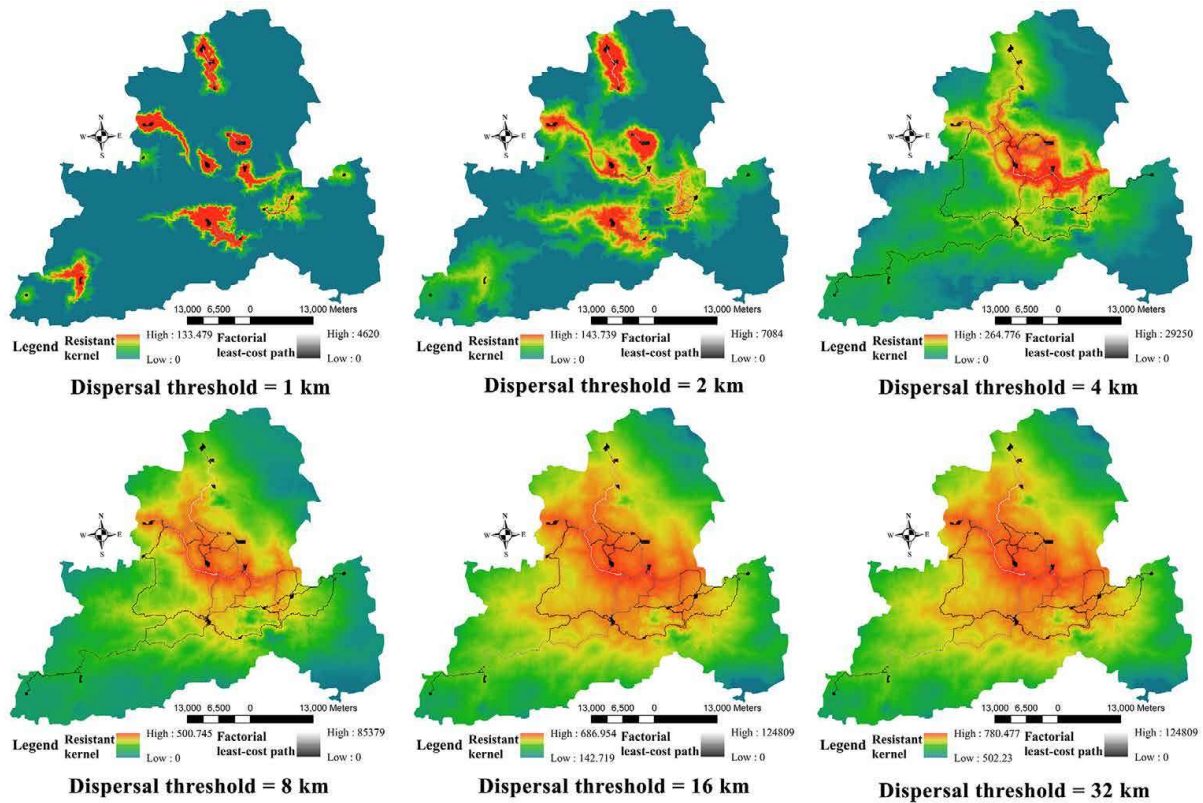 N
W E
S
13,000 6,500 0 13,000 Meters
Legend Resistant kernel High : 133.479 Low : 0 Factorial least-cost path High : 4620 Low : 0
Dispersal threshold = 1 km
N
W E
S
13,000 6,500 0 13,000 Meters
Legend Resistant kernel High : 143.739 Low : 0 Factorial least-cost path High : 7084 Low : 0
Dispersal threshold = 2 km
N
W E
S
13,000 6,500 0 13,000 Meters
Legend Resistant kernel High : 264.776 Low : 0 Factorial least-cost path High : 29250 Low : 0
Dispersal threshold = 4 km
N
W E
S
13,000 6,500 0 13,000 Meters
Legend Resistant kernel High : 500.745 Low : 0 Factorial least-cost path High : 85379 Low : 0
Dispersal threshold = 8 km
N
W E
S
13,000 6,500 0 13,000 Meters
Legend Resistant kernel High : 686.954 Low : 142.719 Factorial least-cost path High : 124809 Low : 0
Dispersal threshold = 16 km
N
W E
S
13,000 6,500 0 13,000 Meters
Legend Resistant kernel High : 780.477 Low : 502.23 Factorial least-cost path High : 124809 Low : 0
Dispersal threshold = 32 km